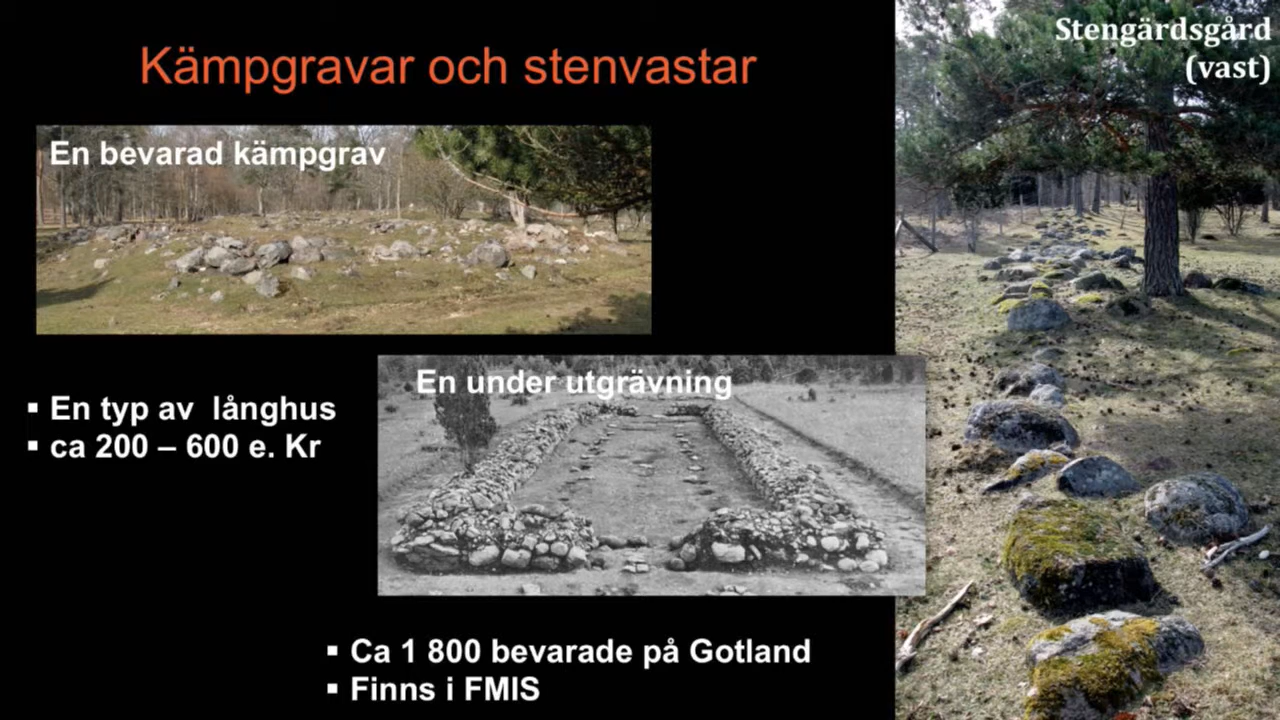 Kämpgravar och stenvastar
Stengärdsgård
(vast)
En bevarad kämpgrav
En under utgrävning
▪ En typ av långhus
▪ ca 200 – 600 e. Kr
▪ Ca 1 800 bevarade på Gotland
▪ Finns i FMIS